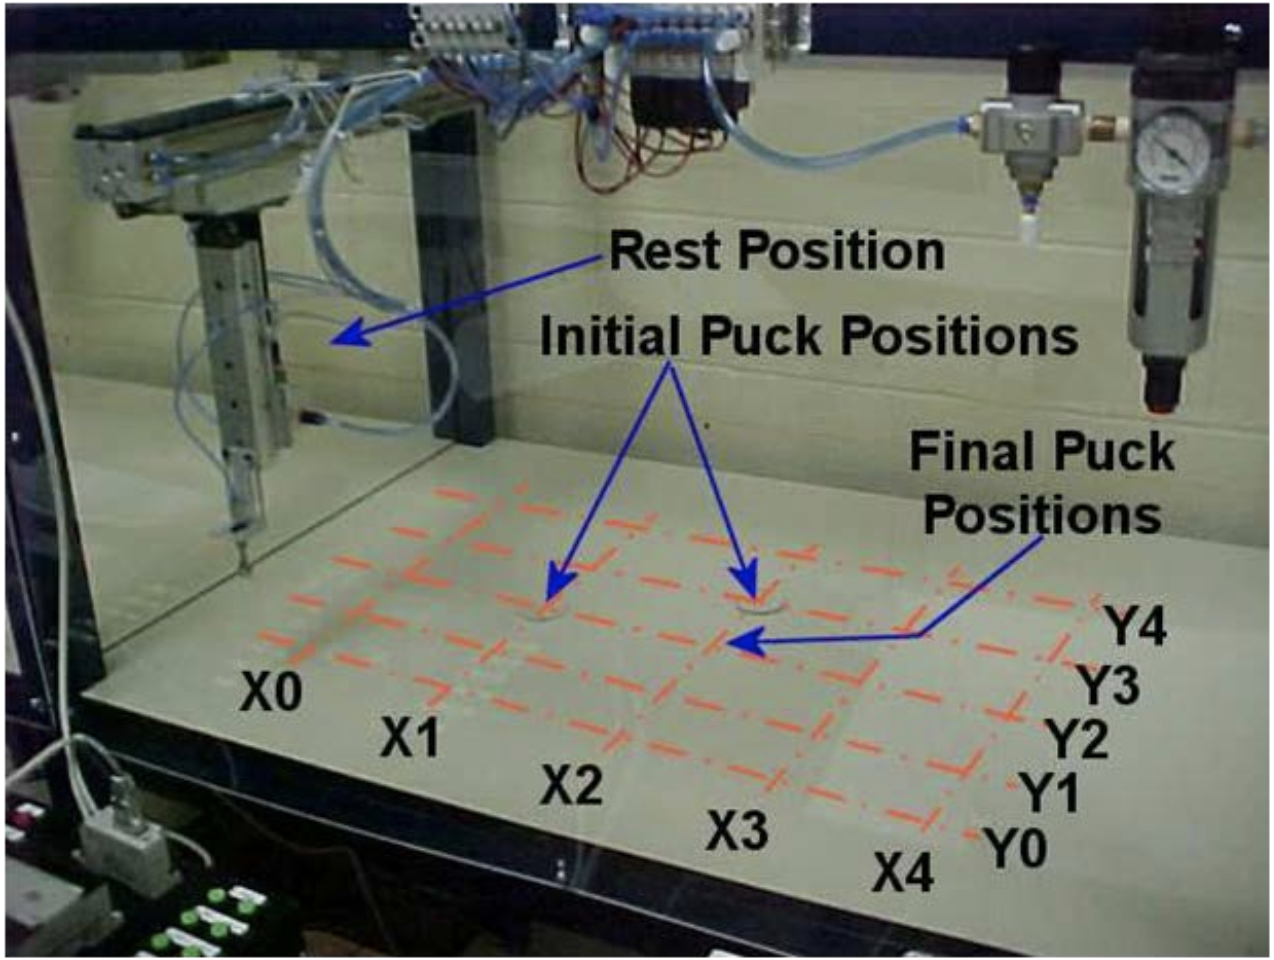 Rest Position
Initial Puck Positions
Final Puck
Positions
Y4
Y3
X0
X1
Y2
X2
Y1
X3
Y0
X4